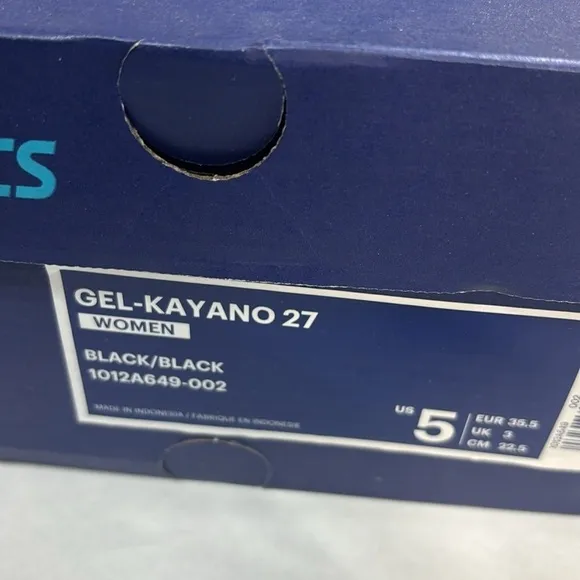 CS
GEL-KAYANO 27
WOMEN
BLACK/BLACK
1012A649-002
MADE IN INDONESIA / FABRIQUÉ EN INDONÉSIE
US 5
EUR 35.5
UK 3
CM 22.5